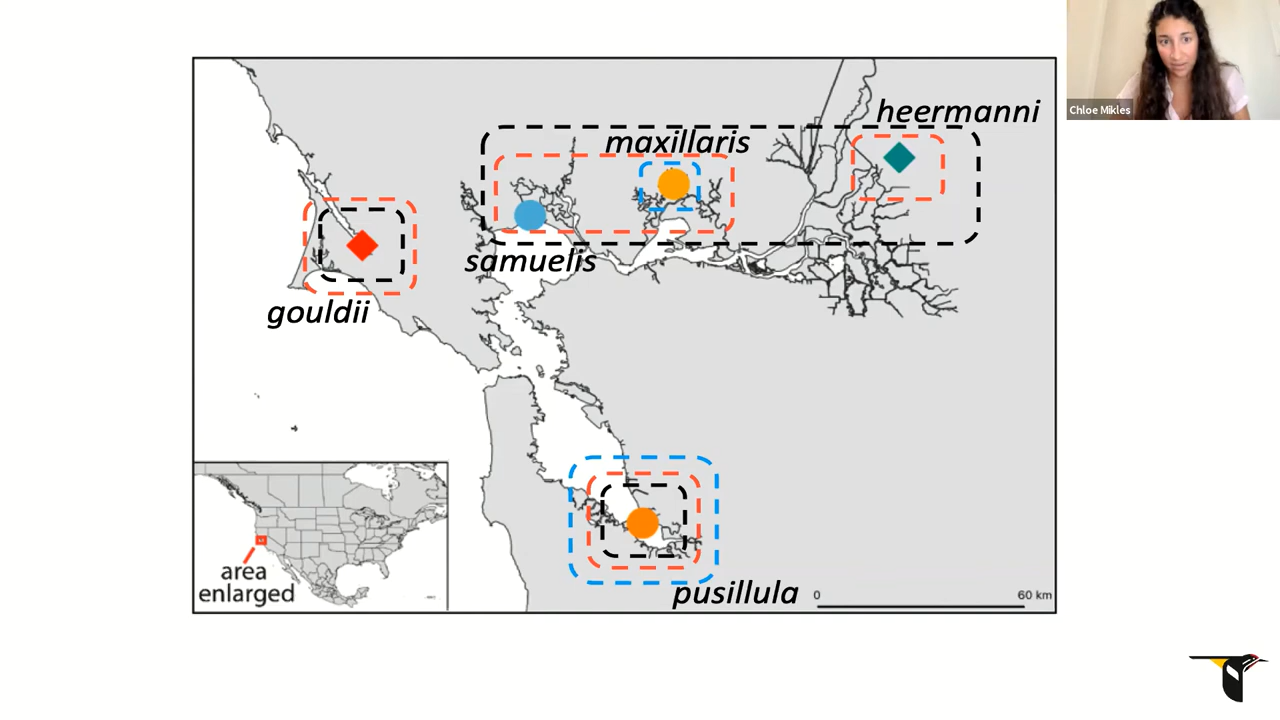 Chloe Mikles
heermanni
maxillaris
samuelis
gouldii
area
enlarged
pusillula
0 60 km